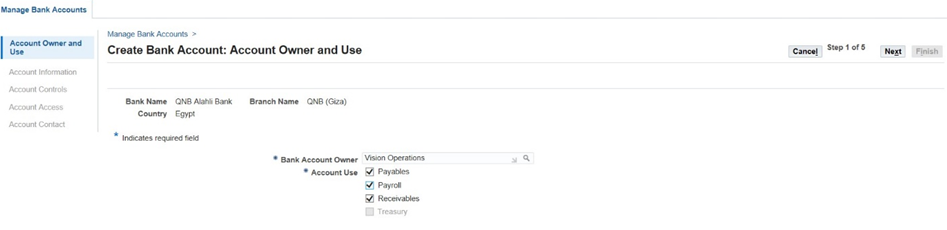 Manage Bank Accounts
Account Owner and Use
Account Information
Account Controls
Account Access
Account Contact
Manage Bank Accounts >
Create Bank Account: Account Owner and Use
Cancel Step 1 of 5 Next Finish
Bank Name QNB Alahli Bank Branch Name QNB (Giza)
Country Egypt
* Indicates required field
* Bank Account Owner Vision Operations
* Account Use Payables
Payroll
Receivables
Treasury